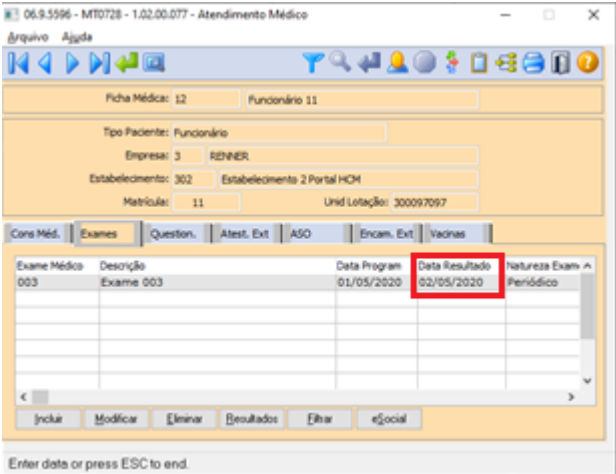 06.9.5596 - MT0728 - 1.02.00.077 - Atendimento Médico
Arquivo Ajuda
Ficha Médica: 12 Funcionário 11
Tipo Paciente: Funcionário
Empresa: 3 RENNER
Estabelecimento: 302 Estabelecimento 2 Portal HCM
Matrícula: 11 Unid Lotação: 300097097
Cons Méd. Exames Question. Atest. Ext ASO Encam. Ext Vacinas
Exame Médico Descrição Data Program Data Resultado Natureza Exam
003 Exame 003 01/05/2020 02/05/2020 Periódico
Incluir Modificar Eliminar Resultados Filtrar eSocial
Enter data or press ESC to end.